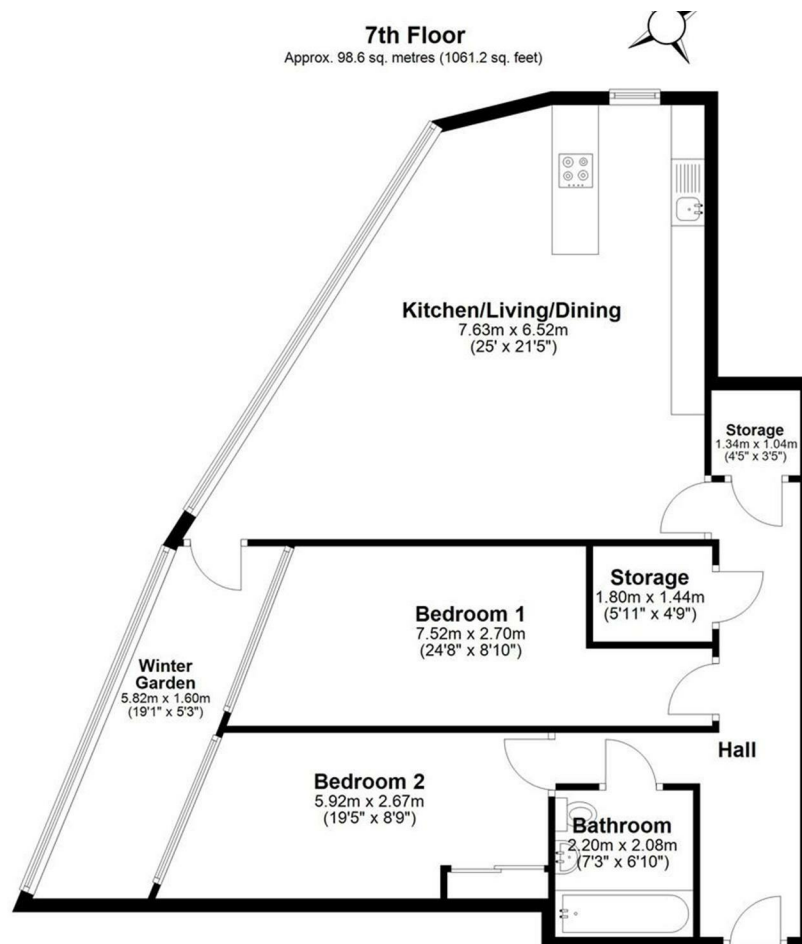 7th Floor
Approx. 98.6 sq. metres (1061.2 sq. feet)
Kitchen/Living/Dining
7.63m x 6.52m
(25' x 21'5")
Storage
1.34m x 1.04m
(4'5" x 3'5")
Storage
1.80m x 1.44m
(5'11" x 4'9")
Bedroom 1
7.52m x 2.70m
(24'8" x 8'10")
Winter
Garden
5.82m x 1.60m
(19'1" x 5'3")
Hall
Bedroom 2
5.92m x 2.67m
(19'5" x 8'9")
Bathroom
2.20m x 2.08m
(7'3" x 6'10")